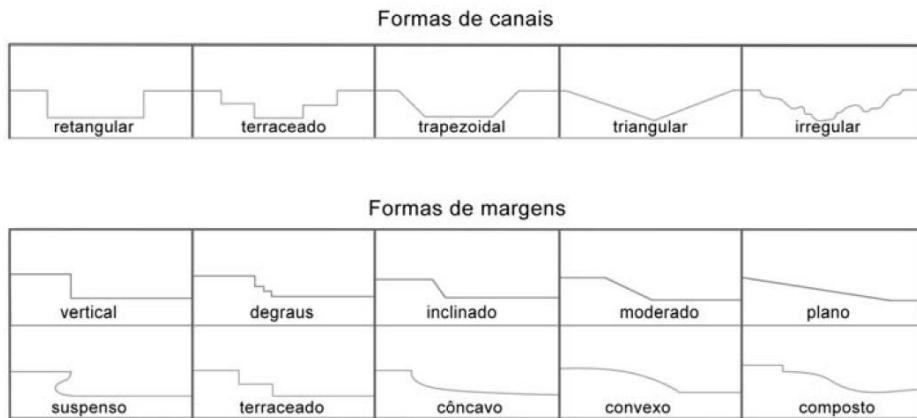 Formas de canais
retangular terraceado trapezoidal triangular irregular
Formas de margens
vertical degraus inclinado moderado plano
suspenso terraceado côncavo convexo composto